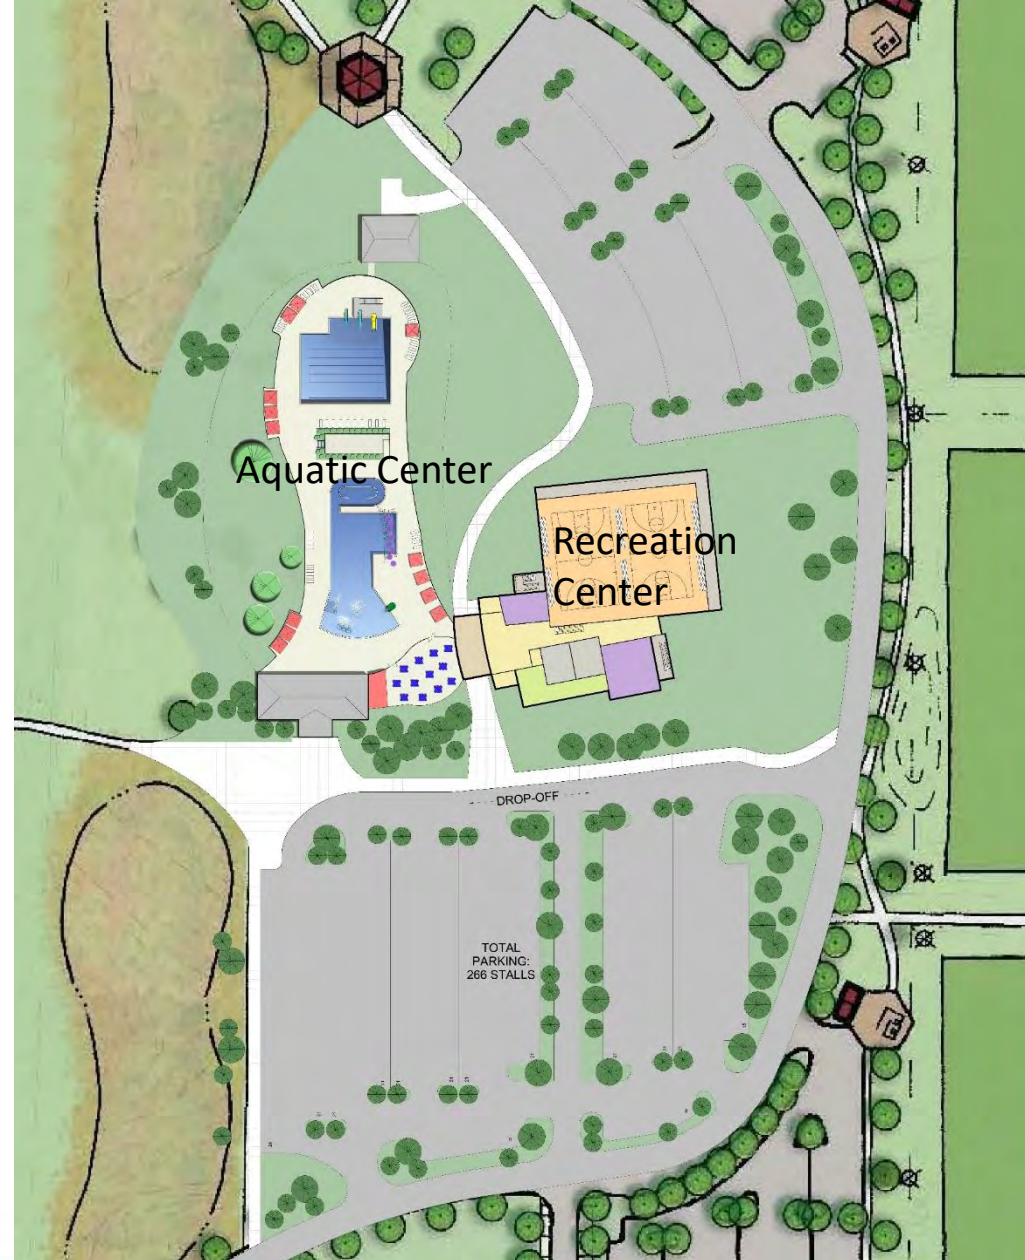 Aquatic Center
Recreation
Center
DROP-OFF
TOTAL
PARKING:
266 STALLS